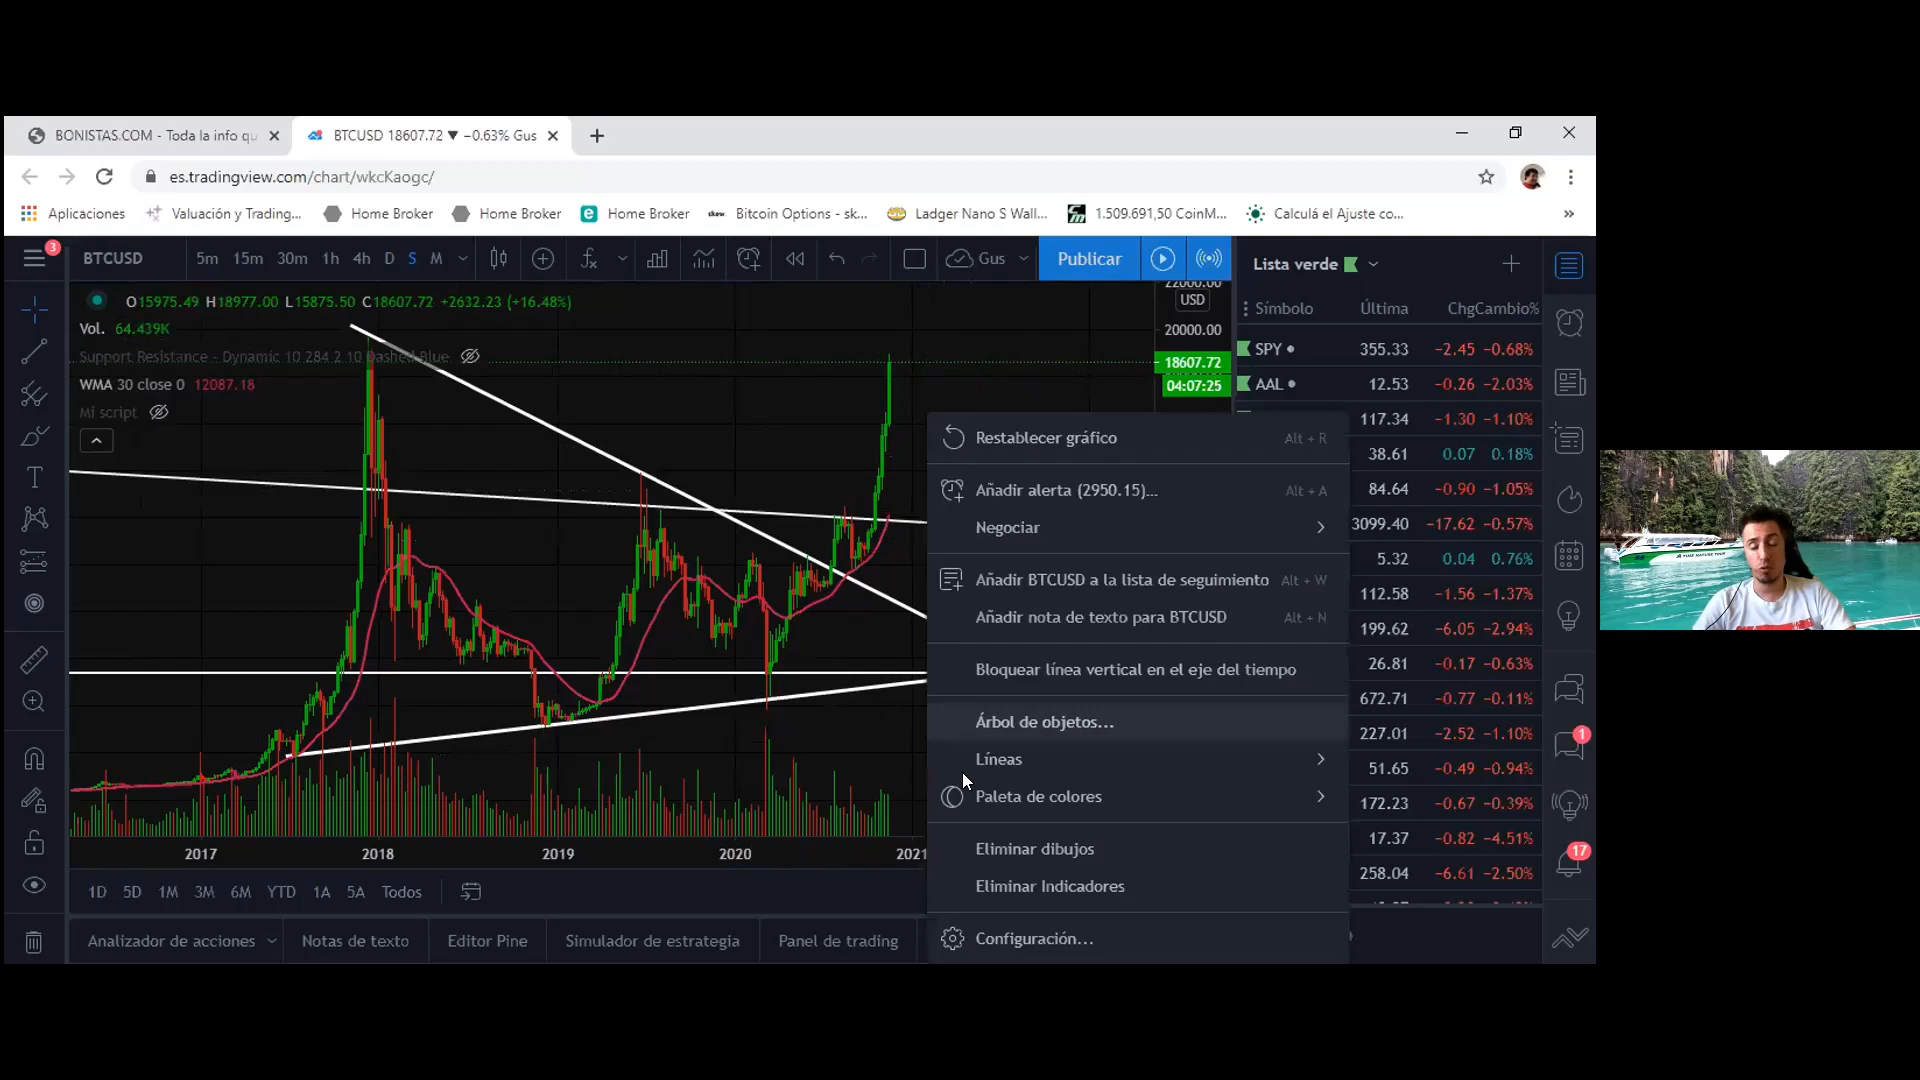 BONISTAS.COM - Toda la info qu
BTCUSD 18607.72 ▼ −0.63% Gus
es.tradingview.com/chart/wkcKaogc/
Aplicaciones
Valuación y Trading...
Home Broker
Home Broker
Home Broker
skew
Bitcoin Options - sk...
Ladger Nano S Wall...
1.509.691,50 CoinM...
Calculá el Ajuste co...
»
3
BTCUSD
5m 15m 30m 1h 4h D S M
Gus
Publicar
Lista verde
O15975.49 H18977.00 L15875.50 C18607.72 +2632.23 (+16.48%)
Vol. 64.439K
Support Resistance - Dynamic 10 284 2 10 Dashed Blue
WMA 30 close 0 12087.18
Mi script
22000.00
USD
20000.00
18607.72
04:07:25
Símbolo Última Chg Cambio%
SPY 355.33 −2.45 −0.68%
AAL 12.53 −0.26 −2.03%
117.34 −1.30 −1.10%
38.61 0.07 0.18%
84.64 −0.90 −1.05%
3099.40 −17.62 −0.57%
5.32 0.04 0.76%
112.58 −1.56 −1.37%
199.62 −6.05 −2.94%
26.81 −0.17 −0.63%
672.71 −0.77 −0.11%
227.01 −2.52 −1.10%
51.65 −0.49 −0.94%
172.23 −0.67 −0.39%
17.37 −0.82 −4.51%
258.04 −6.61 −2.50%
Restablecer gráfico Alt + R
Añadir alerta (2950.15)... Alt + A
Negociar
Añadir BTCUSD a la lista de seguimiento Alt + W
Añadir nota de texto para BTCUSD Alt + N
Bloquear línea vertical en el eje del tiempo
Árbol de objetos...
Líneas
Paleta de colores
Eliminar dibujos
Eliminar Indicadores
Configuración...
2017 2018 2019 2020 2021
1D 5D 1M 3M 6M YTD 1A 5A Todos
Analizador de acciones
Notas de texto
Editor Pine
Simulador de estrategia
Panel de trading
1
17